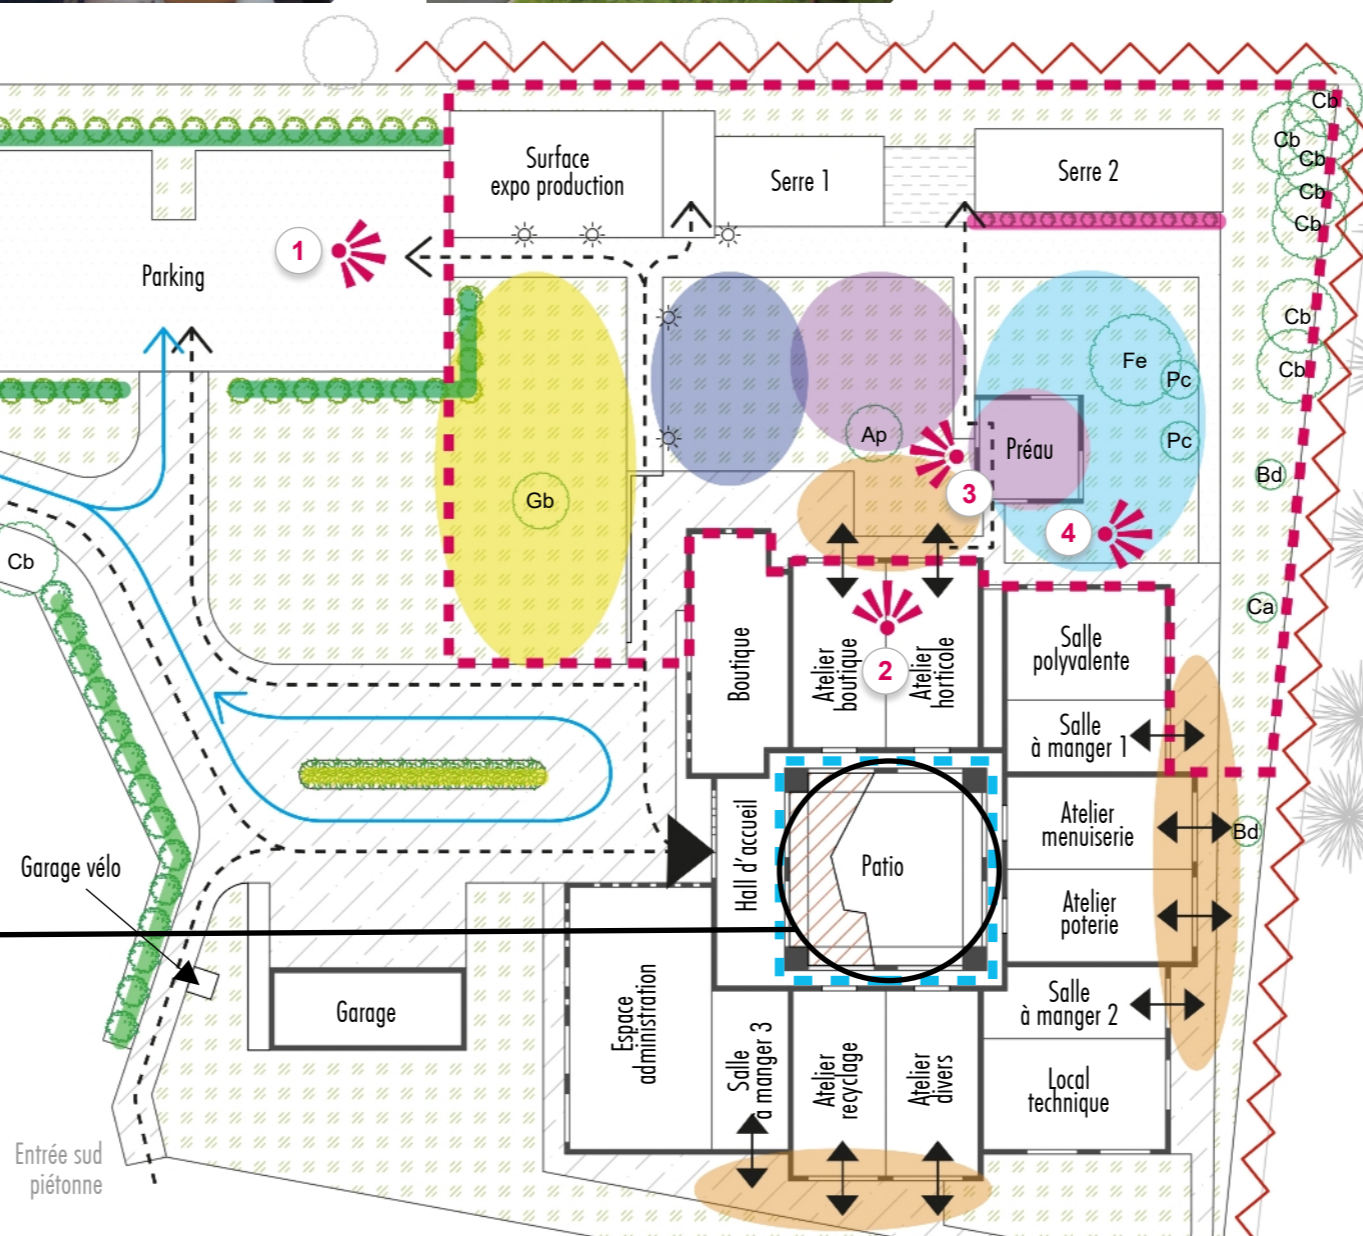 Cb
Cb
Cb
Cb
Cb
Surface
expo production
Serre 1
Serre 2
1
Parking
Cb
Cb
Fe
Pc
Pc
Ap
Préau
Bd
Gb
3
4
Cb
Ca
Boutique
Atelier
boutique
2
Atelier
horticole
Salle
polyvalente
Salle
à manger 1
Atelier
menuiserie
Bd
Garage vélo
Hall d'accueil
Patio
Atelier
poterie
Garage
Espace
administration
Salle
à manger 3
Atelier
recyclage
Atelier
divers
Salle
à manger 2
Local
technique
Entrée sud
piétonne